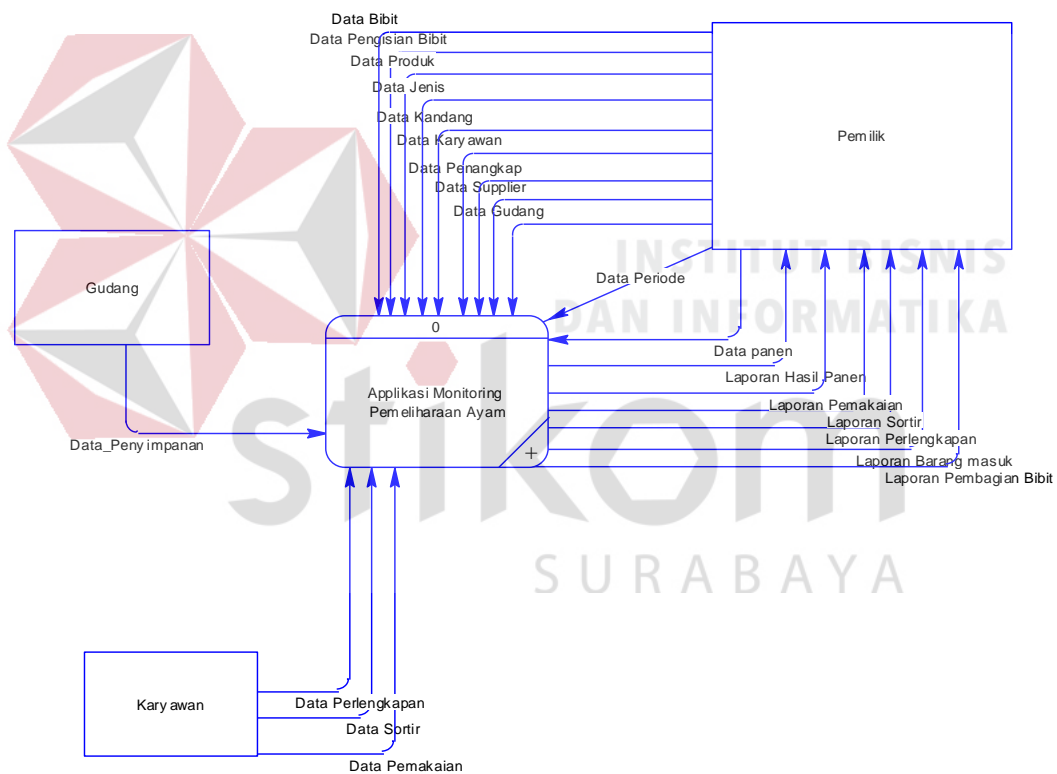 Data Bibit
Data Pengisian Bibit
Data Produk
Data Jenis
Data Kandang
Data Karyawan
Data Penangkap
Data Supplier
Data Gudang
Pemilik
INSTITUT BISNIS
DAN INFORMATIKA
Gudang
Data Periode
0
Applikasi Monitoring
Pemeliharaan Ayam
+
Data panen
Laporan Hasil Panen
Laporan Pemakaian
Laporan Sortir
Laporan Perlengkapan
Laporan Barang masuk
Laporan Pembagian Bibit
Data_Penyimpanan
stikom
SURABAYA
Karyawan
Data Perlengkapan
Data Sortir
Data Pemakaian